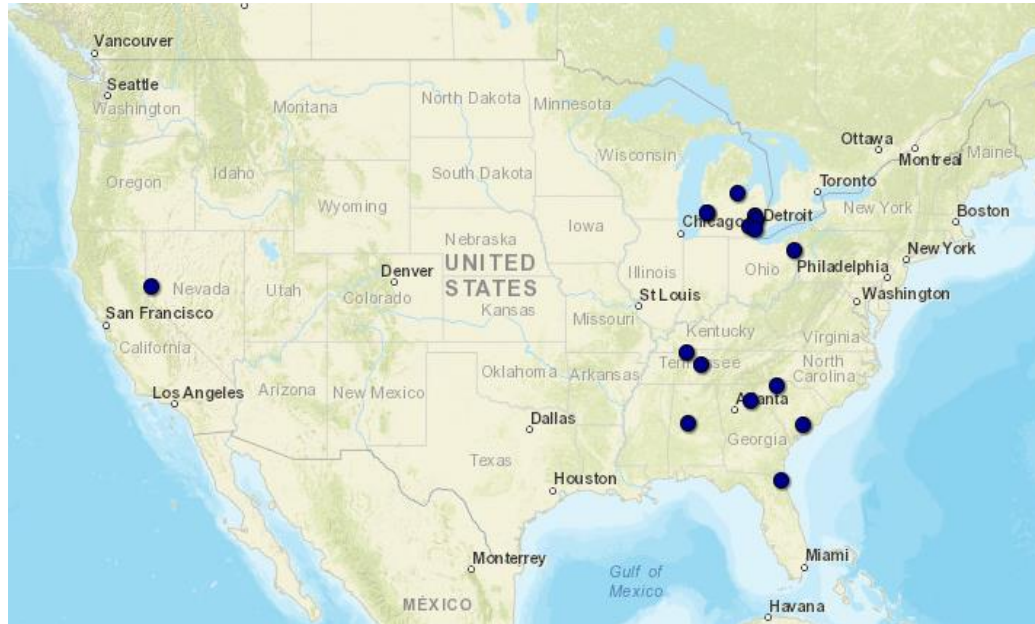 Vancouver
Seattle
Washington
Montana
North Dakota
Minnesota
Ottawa
Montreal
Maine
Oregon
Idaho
Wisconsin
Toronto
South Dakota
Wyoming
Chicago
Detroit
New York
Boston
Iowa
Nebraska
New York
Denver
UNITED
STATES
Illinois
Ohio
Philadelphia
Nevada
Utah
Colorado
St Louis
Washington
San Francisco
Kansas
Missouri
Kentucky
Virginia
California
Tennessee
North
Carolina
Los Angeles
Arizona
New Mexico
Oklahoma
Arkansas
Atlanta
Dallas
Georgia
Texas
Houston
Monterrey
Gulf of
Mexico
Miami
MÉXICO
Havana